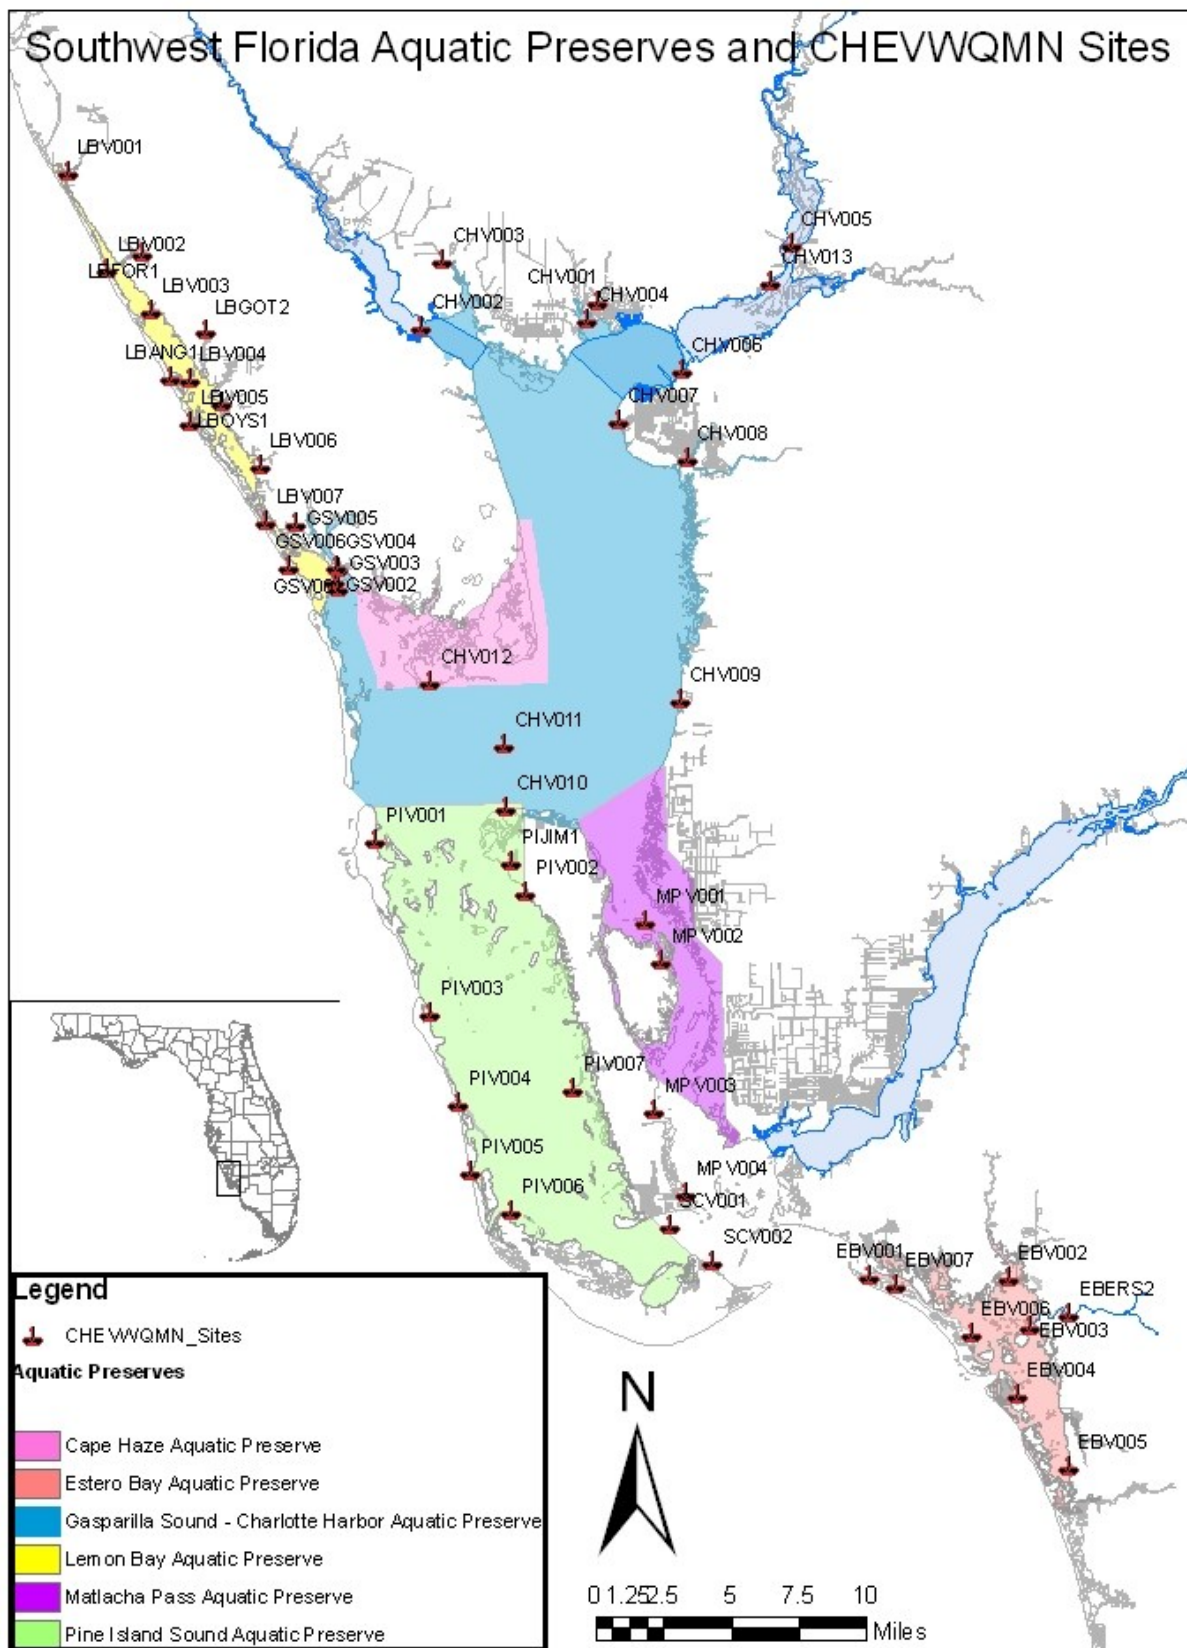 Southwest Florida Aquatic Preserves and CHEVWQMN Sites
LBV001
CHV005
LBV002
CHV003
CHV013
LBFOR1
LBV003
CHV001
CHV004
LBGOT2
CHV002
CHV006
LBANG1
LBV004
CHV007
LBV005
LBOYS1
CHV008
LBV006
LBV007
GSV005
GSV006
GSV004
GSV003
GSV002
CHV012
CHV009
CHV011
CHV010
PIV001
PIJIM1
PIV002
MPV001
MPV002
PIV003
PIV007
PIV004
MPV003
PIV005
MPV004
PIV006
SCV001
SCV002
EBV001
EBV007
EBV002
EBERS2
EBV006
EBV003
EBV004
EBV005
Legend
CHEVWQMN_Sites
Aquatic Preserves
Cape Haze Aquatic Preserve
Estero Bay Aquatic Preserve
Gasparilla Sound - Charlotte Harbor Aquatic Preserve
Lemon Bay Aquatic Preserve
Matlacha Pass Aquatic Preserve
Pine Island Sound Aquatic Preserve
N
0 1.25 2.5 5 7.5 10
Miles